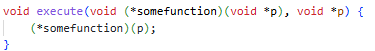 void execute(void (*somefunction)(void *p), void *p) {
    (*somefunction)(p);
}